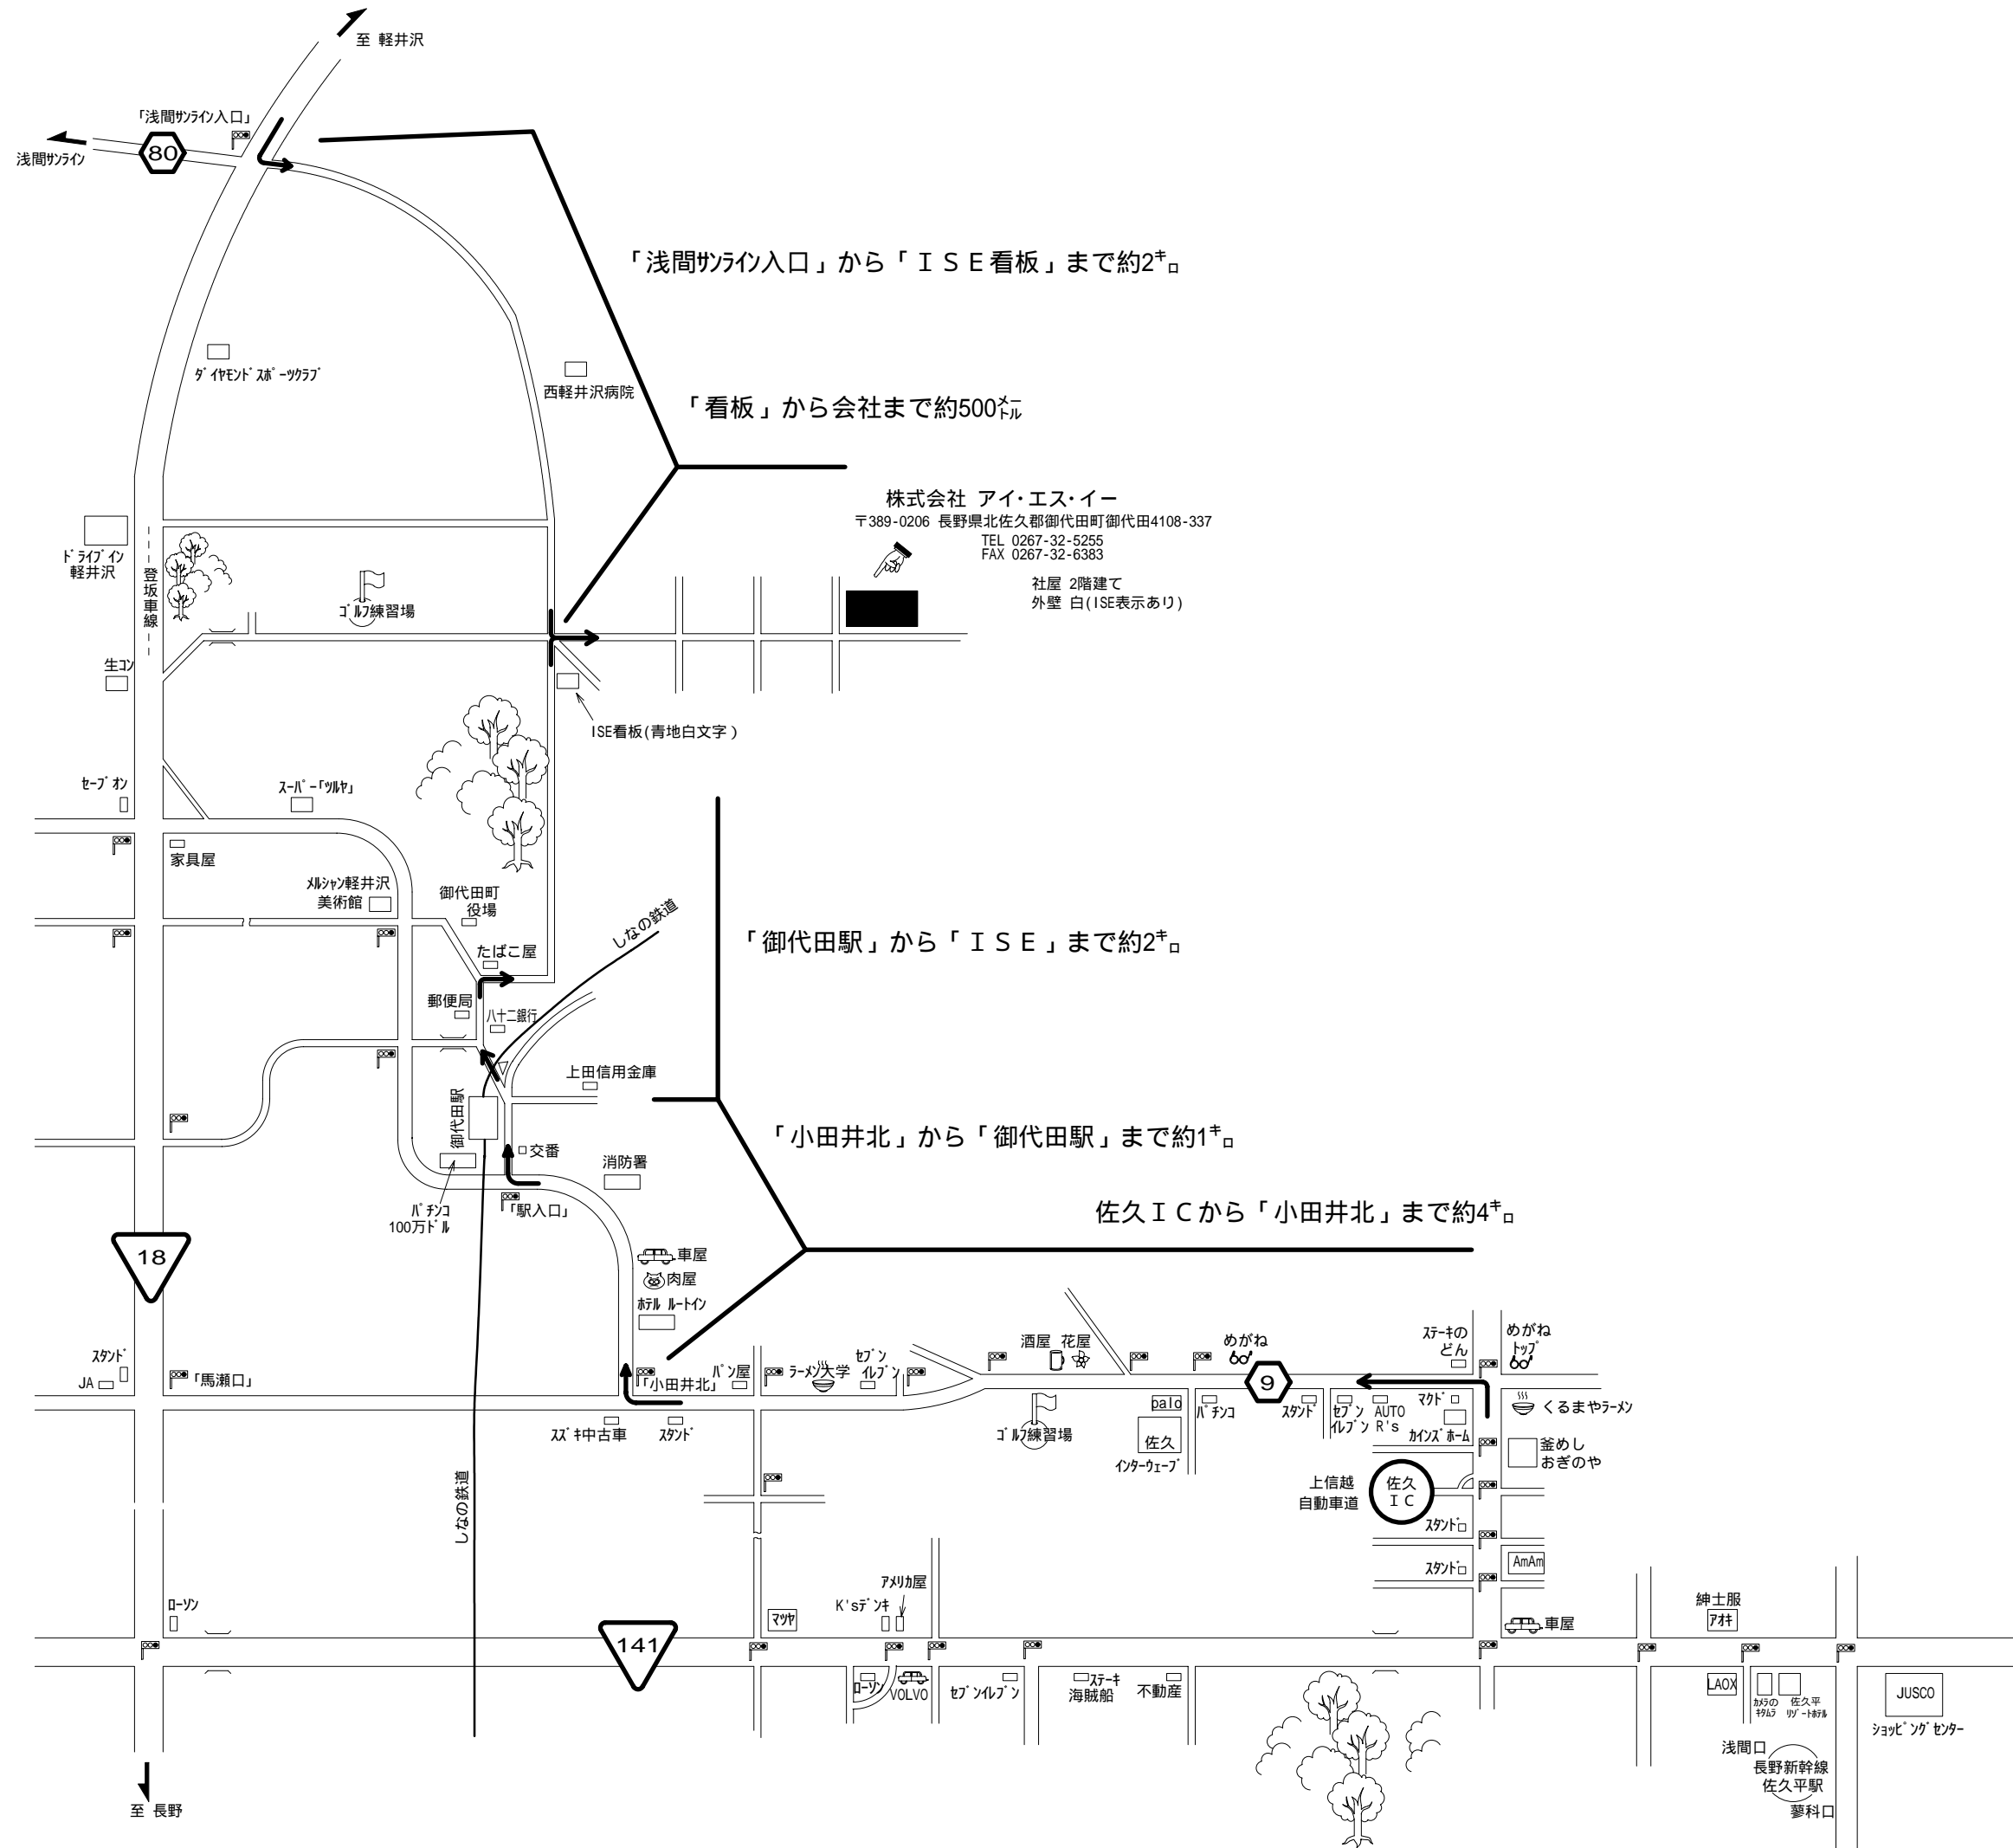 至 軽井沢
「浅間ｻﾝﾗｲﾝ入口」
80
浅間ｻﾝﾗｲﾝ
「浅間ｻﾝﾗｲﾝ入口」から「ＩＳＥ看板」まで約2ｷﾛ
ﾀﾞｲﾔﾓﾝﾄﾞｽﾎﾟｰﾂｸﾗﾌﾞ
西軽井沢病院
「看板」から会社まで約500ﾒｰﾄﾙ
株式会社 アイ・エス・イー
〒389-0206 長野県北佐久郡御代田町御代田4108-337
TEL 0267-32-5255
FAX 0267-32-6383
社屋 2階建て
外壁 白(ISE表示あり)
ﾄﾞﾗｲﾌﾞｲﾝ
軽井沢
登坂車線
ｺﾞﾙﾌ練習場
生ｺﾝ
ISE看板(青地白文字)
ｾｰﾌﾞｵﾝ
ｽｰﾊﾟｰ｢ﾂﾙﾔ｣
家具屋
ﾒﾙｼｬﾝ軽井沢
美術館
御代田町
役場
しなの鉄道
たばこ屋
「御代田駅」から「ＩＳＥ」まで約2ｷﾛ
郵便局
八十二銀行
上田信用金庫
御代田駅
交番
「小田井北」から「御代田駅」まで約1ｷﾛ
消防署
ﾊﾟﾁﾝｺ
100万ﾄﾞﾙ
「駅入口」
佐久ＩＣから「小田井北」まで約4ｷﾛ
18
車屋
肉屋
ﾎﾃﾙ ﾙｰﾄｲﾝ
ｽﾀﾝﾄﾞ
JA
「馬瀬口」
「小田井北」
ﾊﾟﾝ屋
ﾗｰﾒﾝ大学
ｾﾌﾞﾝ
ｲﾚﾌﾞﾝ
酒屋
花屋
めがね
9
ｽﾃｰｷの
どん
めがね
ﾄｯﾌﾟ
ｽｽﾞｷ中古車
ｽﾀﾝﾄﾞ
ｺﾞﾙﾌ練習場
palo
佐久
ｲﾝﾀｰｳｪｰﾌﾞ
ﾊﾟﾁﾝｺ
ｽﾀﾝﾄﾞ
ｾﾌﾞﾝ
ｲﾚﾌﾞﾝ
AUTO
R's
ﾏｸﾄﾞ
ｶｲﾝｽﾞﾎｰﾑ
くるまやﾗｰﾒﾝ
釜めし
おぎのや
上信越
自動車道
佐久
ＩＣ
しなの鉄道
ｽﾀﾝﾄﾞ
ｽﾀﾝﾄﾞ
AmAm
ﾛｰｿﾝ
141
ﾏﾂﾔ
K'sﾃﾞﾝｷ
ｱﾒﾘｶ屋
車屋
紳士服
ｱｵｷ
ﾛｰｿﾝ
VOLVO
ｾﾌﾞﾝｲﾚﾌﾞﾝ
ｽﾃｰｷ
海賊船
不動産
LAOX
ｶﾒﾗの
ｷﾀﾑﾗ
佐久平
ﾘｿﾞｰﾄﾎﾃﾙ
JUSCO
ｼｮｯﾋﾟﾝｸﾞｾﾝﾀｰ
浅間口
長野新幹線
佐久平駅
蓼科口
至 長野